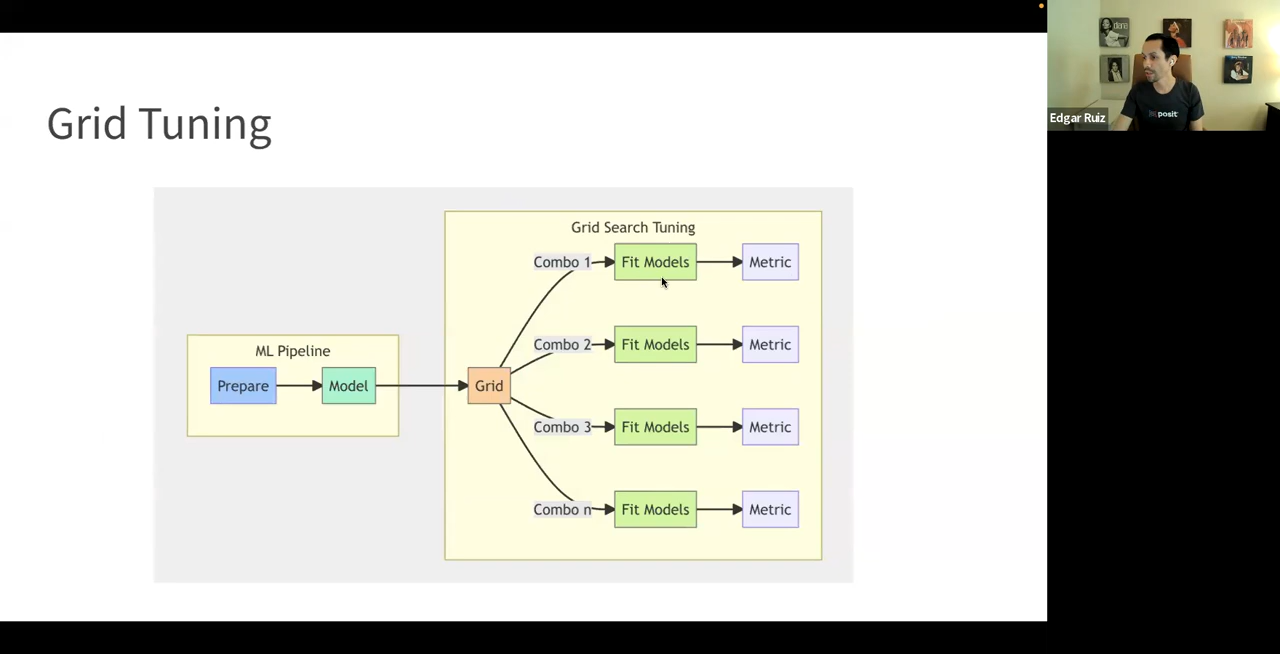 Grid Tuning
Grid Search Tuning
Combo 1
Fit Models
Metric
Combo 2
Fit Models
Metric
ML Pipeline
Prepare
Model
Grid
Combo 3
Fit Models
Metric
Combo n
Fit Models
Metric
Edgar Ruiz
posit